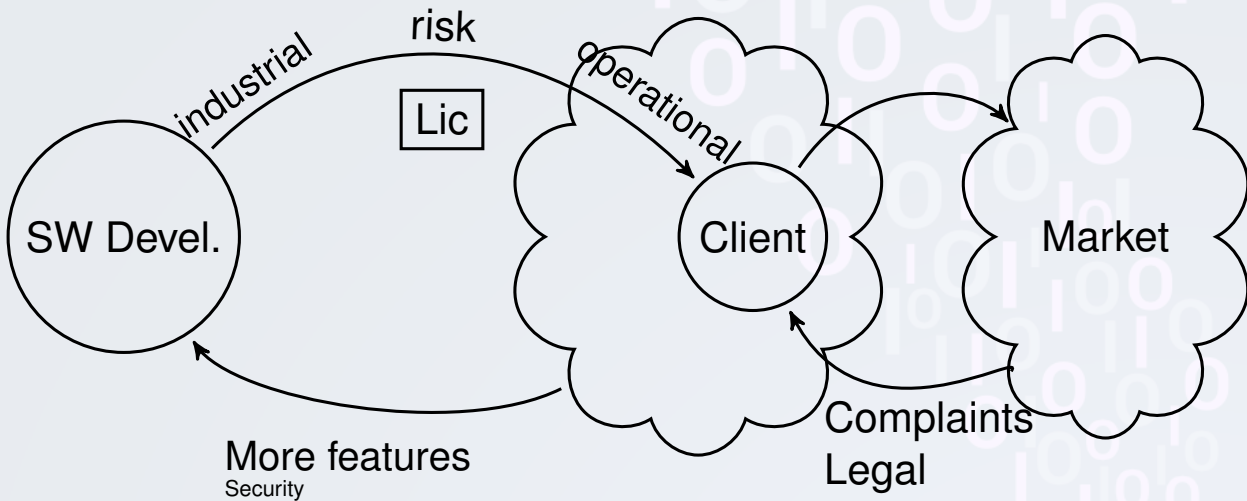 industrial
risk
operational
Lic
SW Devel.
Client
Market
More features
Security
Complaints
Legal